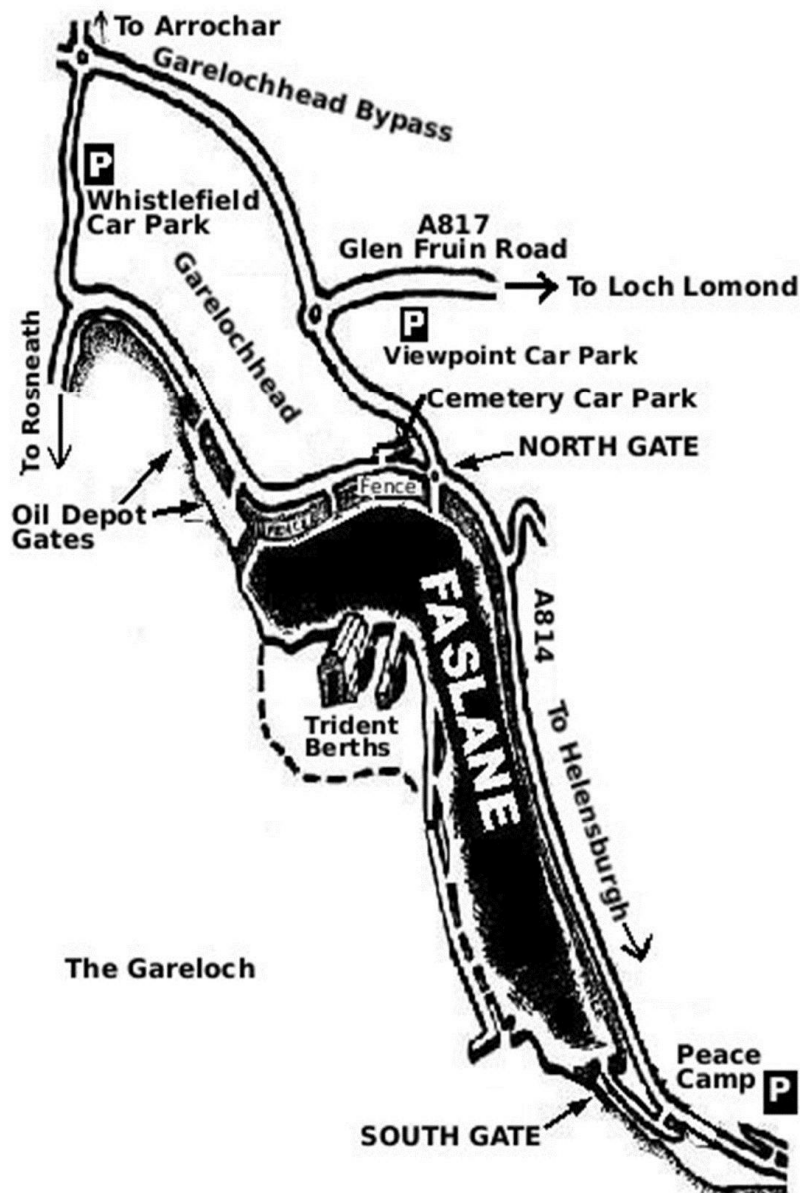 To Arrochar
Garelochhead Bypass
P
Whistlefield
Car Park
A817
Glen Fruin Road
To Loch Lomond
Garelochhead
P
Viewpoint Car Park
To Rosneath
Cemetery Car Park
NORTH GATE
Fence
Oil Depot
Gates
FENCE
FASLANE
A814
Trident
Berths
To Helensburgh
The Gareloch
Peace
Camp
P
SOUTH GATE